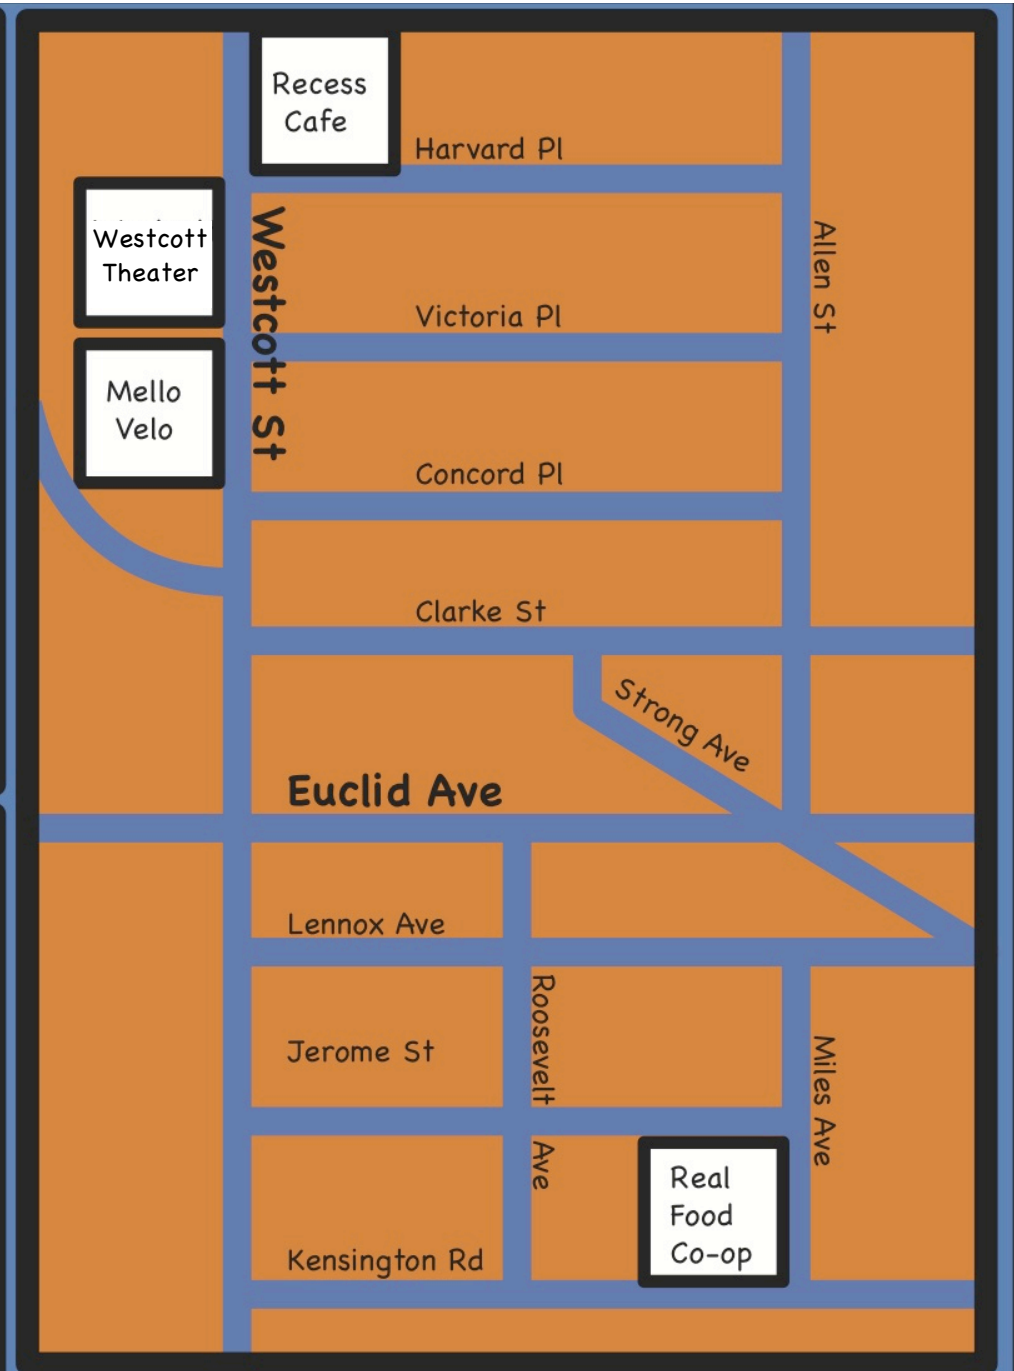 Recess
Cafe
Harvard Pl
Westcott
Theater
Westcott St
Allen St
Victoria Pl
Mello
Velo
Concord Pl
Clarke St
Strong Ave
Euclid Ave
Lennox Ave
Roosevelt Ave
Jerome St
Miles Ave
Real
Food
Co-op
Kensington Rd